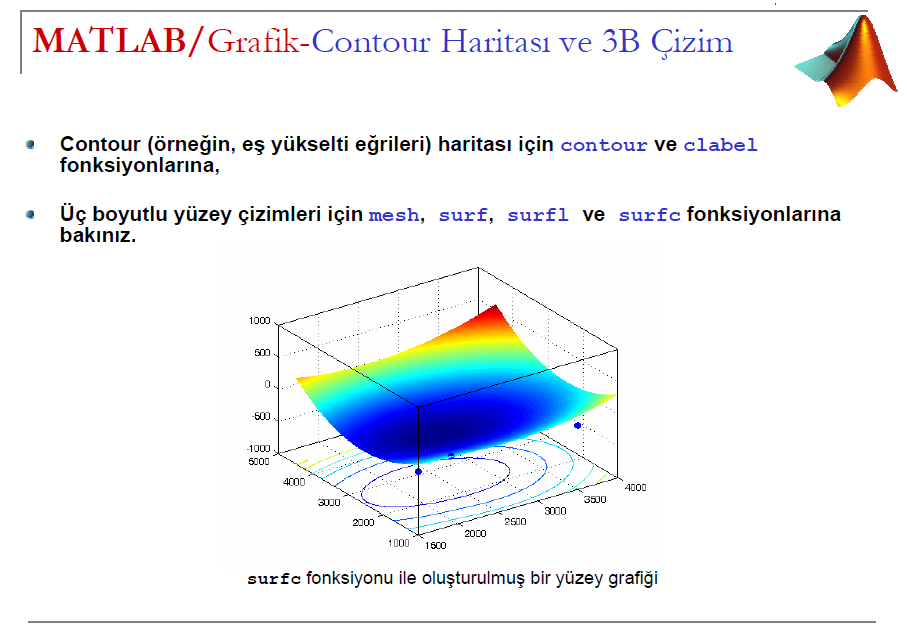 MATLAB/Grafik-Contour Haritası ve 3B Çizim
Contour (örneğin, eş yükselti eğrileri) haritası için contour ve clabel
fonksiyonlarına,
Üç boyutlu yüzey çizimleri için mesh, surf, surfl ve surfc fonksiyonlarına
bakınız.
1000
500
0
-500
-1000
5000
4000
3000
2000
1000
1500
2000
2500
3000
3500
4000
surfc fonksiyonu ile oluşturulmuş bir yüzey grafiği